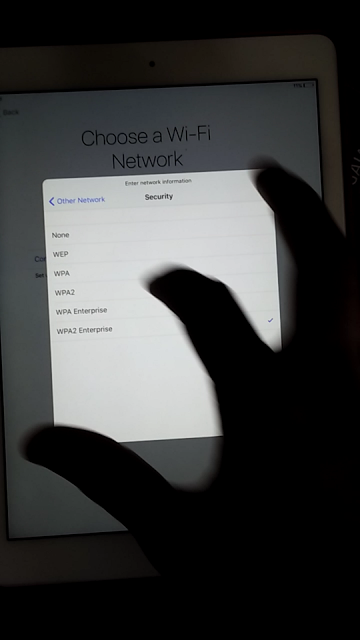 Back
Choose a Wi-Fi
Network
Enter network information
Other Network
Security
None
WEP
WPA
WPA2
WPA Enterprise
WPA2 Enterprise